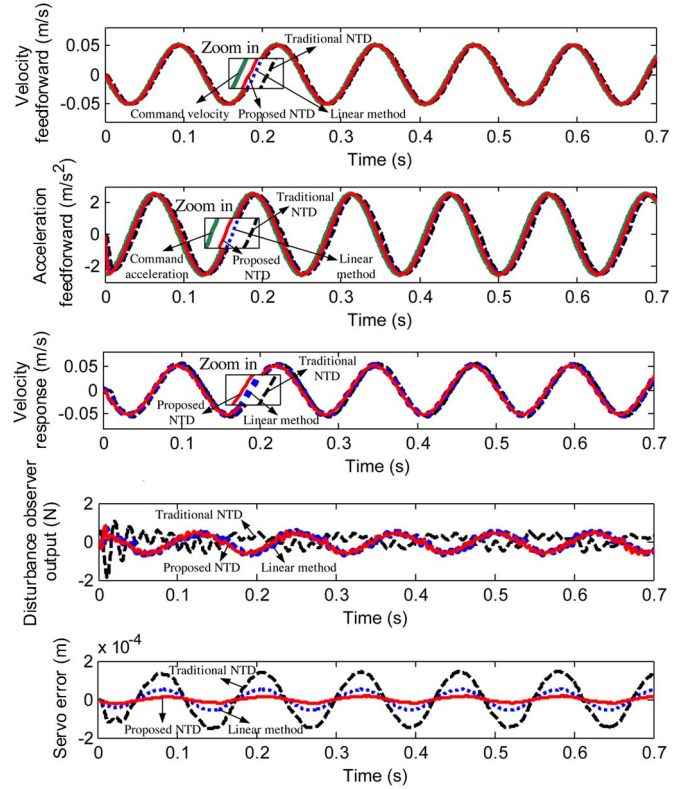 Velocity
feedforward (m/s)
0.05
0
-0.05
Zoom in
Traditional NTD
Command velocity
Proposed NTD
Linear method
0 0.1 0.2 0.3 0.4 0.5 0.6 0.7
Time (s)
Acceleration
feedforward (m/s²)
2
0
-2
Zoom in
Traditional
NTD
Command
acceleration
Proposed
NTD
Linear
method
0 0.1 0.2 0.3 0.4 0.5 0.6 0.7
Time (s)
Velocity
response (m/s)
0.05
0
-0.05
Zoom in
Traditional
NTD
Proposed
NTD
Linear method
0 0.1 0.2 0.3 0.4 0.5 0.6 0.7
Time (s)
Disturbance observer
output (N)
2
0
-2
Traditional NTD
Proposed NTD
Linear method
0 0.1 0.2 0.3 0.4 0.5 0.6 0.7
Time (s)
Servo error (m)
x 10⁻⁴
2
0
-2
Traditional NTD
Proposed NTD
Linear method
0 0.1 0.2 0.3 0.4 0.5 0.6 0.7
Time (s)